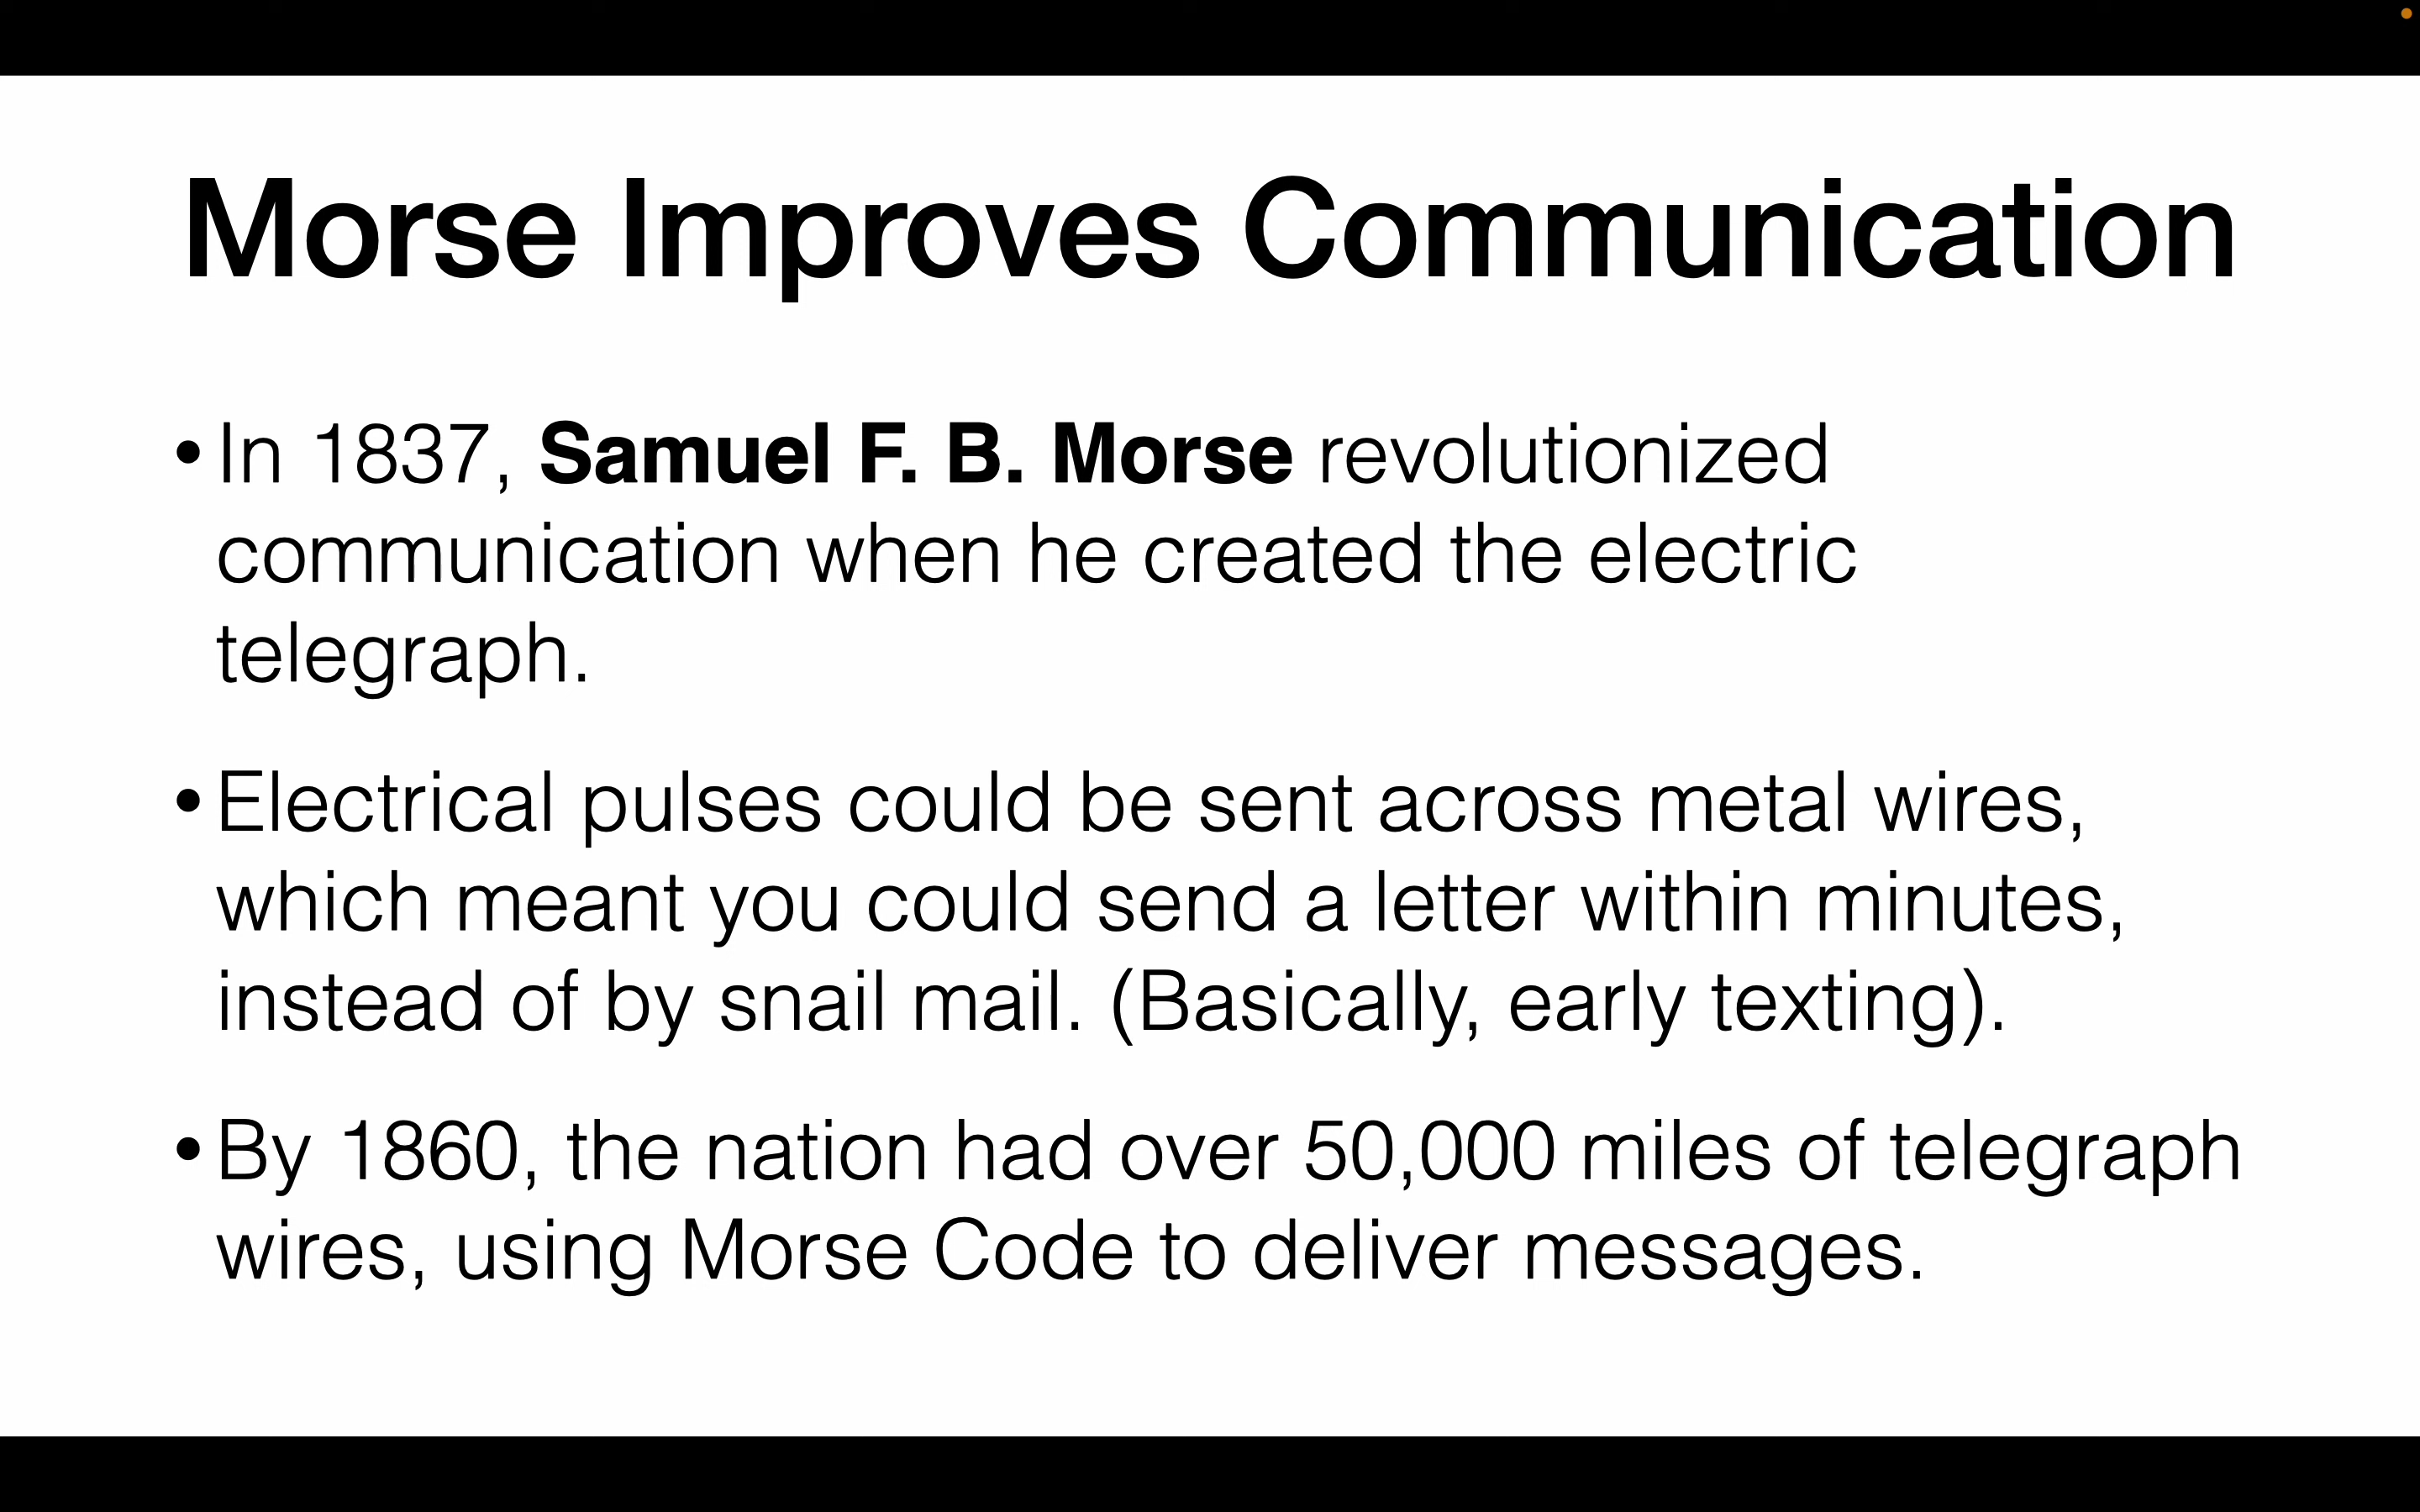 Morse Improves Communication
• In 1837, Samuel F. B. Morse revolutionized
communication when he created the electric
telegraph.
• Electrical pulses could be sent across metal wires,
which meant you could send a letter within minutes,
instead of by snail mail. (Basically, early texting).
• By 1860, the nation had over 50,000 miles of telegraph
wires, using Morse Code to deliver messages.